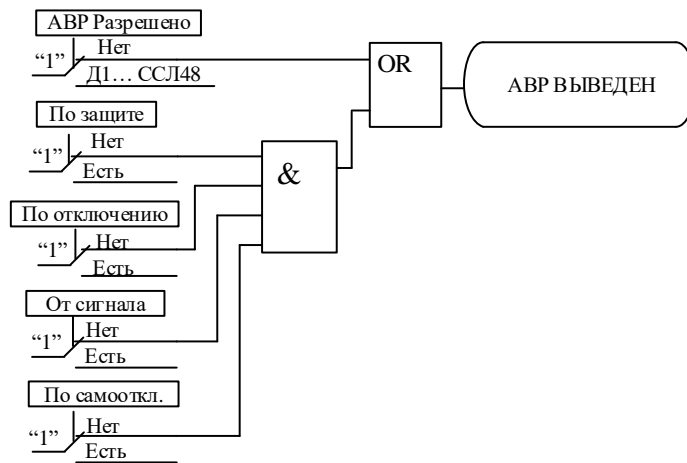 АВР Разрешено
“1”
Нет
Д1... ССЛ48
OR
АВР ВЫВЕДЕН
По защите
“1”
Нет
Есть
&
По отключению
“1”
Нет
Есть
От сигнала
“1”
Нет
Есть
По самооткл.
“1”
Нет
Есть